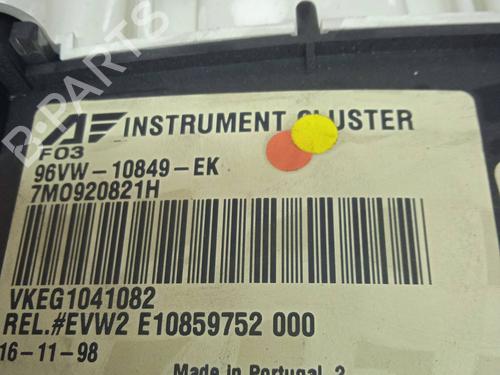 INSTRUMENT CLUSTER
F03
96VW-10849-EK
7M0920821H
VKEG1041082
REL.#EVW2 E10859752 000
16-11-98
Made in Portugal 2
B-PARTS